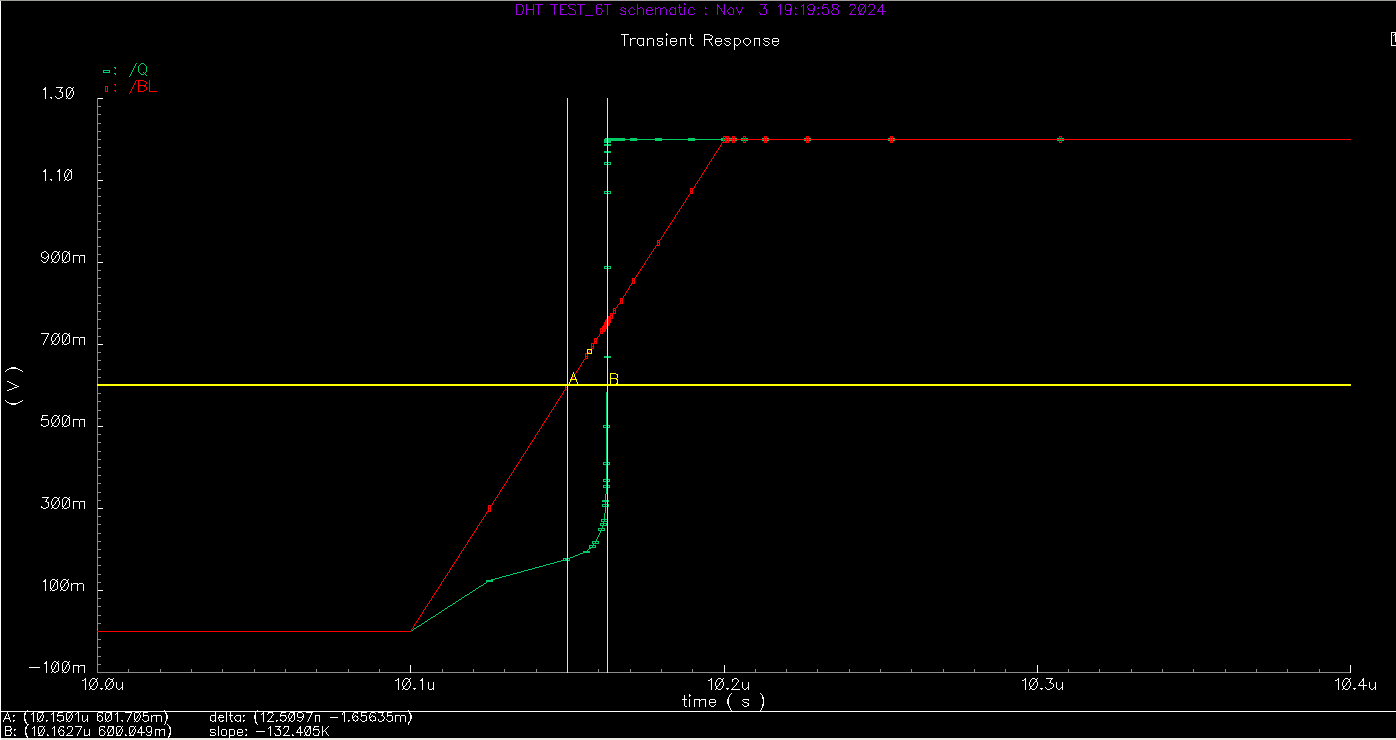 DHT TEST_6T schematic : Nov 3 19:19:58 2024
Transient Response
: /Q
: /BL
1.30
1.10
900m
700m
500m
300m
100m
-100m
( V )
A
B
10.0u 10.1u 10.2u 10.3u 10.4u
time ( s )
A: (10.1501u 601.705m) delta: (12.5097n -1.65635m)
B: (10.1627u 600.049m) slope: -132.405K